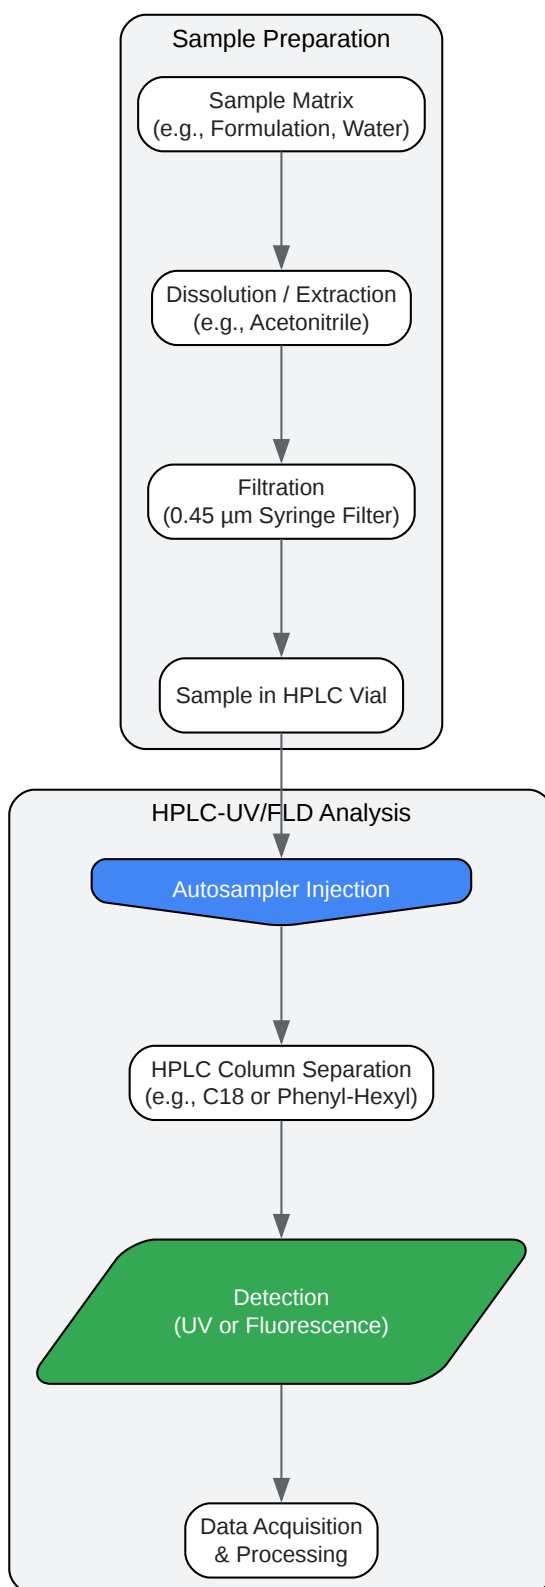 Sample Preparation
Sample Matrix
(e.g., Formulation, Water)
Dissolution / Extraction
(e.g., Acetonitrile)
Filtration
(0.45 µm Syringe Filter)
Sample in HPLC Vial
HPLC-UV/FLD Analysis
Autosampler Injection
HPLC Column Separation
(e.g., C18 or Phenyl-Hexyl)
Detection
(UV or Fluorescence)
Data Acquisition
& Processing